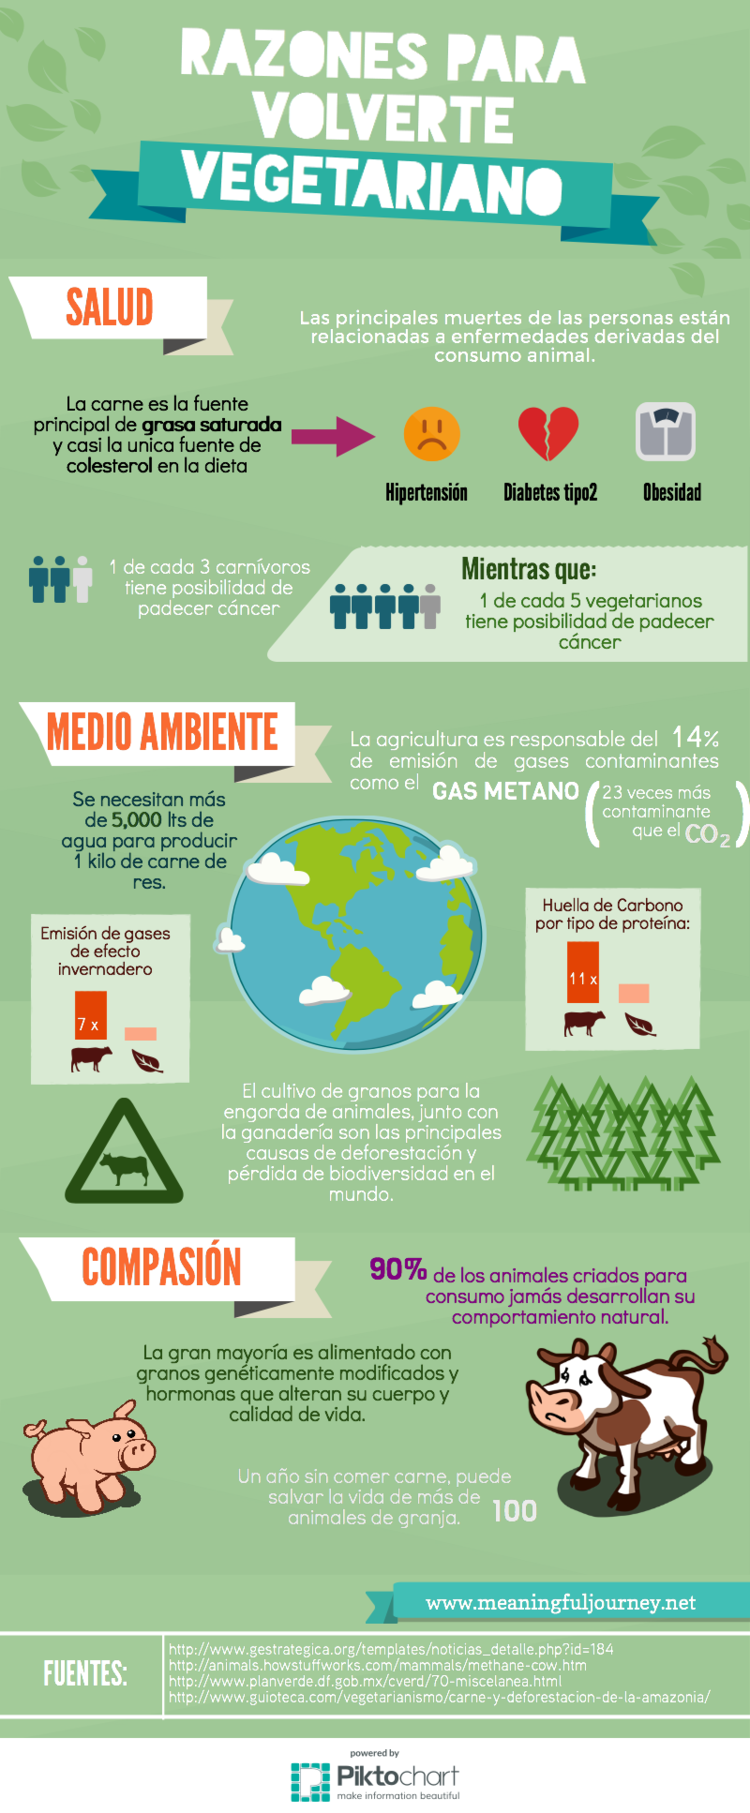 RAZONES PARA
VOLVERTE
VEGETARIANO
SALUD
Las principales muertes de las personas están
relacionadas a enfermedades derivadas del
consumo animal.
La carne es la fuente
principal de grasa saturada
y casi la unica fuente de
colesterol en la dieta
Hipertensión
Diabetes tipo2
Obesidad
1 de cada 3 carnívoros
tiene posibilidad de
padecer cáncer
Mientras que:
1 de cada 5 vegetarianos
tiene posibilidad de padecer
cáncer
MEDIO AMBIENTE
La agricultura es responsable del 14%
de emisión de gases contaminantes
como el GAS METANO
(23 veces más
contaminante
que el CO2)
Se necesitan más
de 5,000 lts de
agua para producir
1 kilo de carne de
res.
Emisión de gases
de efecto
invernadero
7 x
Huella de Carbono
por tipo de proteína:
11 x
El cultivo de granos para la
engorda de animales, junto con
la ganadería son las principales
causas de deforestación y
pérdida de biodiversidad en el
mundo.
COMPASIÓN
90% de los animales criados para
consumo jamás desarrollan su
comportamiento natural.
La gran mayoría es alimentado con
granos genéticamente modificados y
hormonas que alteran su cuerpo y
calidad de vida.
Un año sin comer carne, puede
salvar la vida de más de 100
animales de granja.
www.meaningfuljourney.net
FUENTES:
http://www.gestrategica.org/templates/noticias_detalle.php?id=184
http://animals.howstuffworks.com/mammals/methane-cow.htm
http://www.planverde.df.gob.mx/cverd/70-miscelanea.html
http://www.guioteca.com/vegetarianismo/carne-y-deforestacion-de-la-amazonia/
powered by
Piktochart
make information beautiful